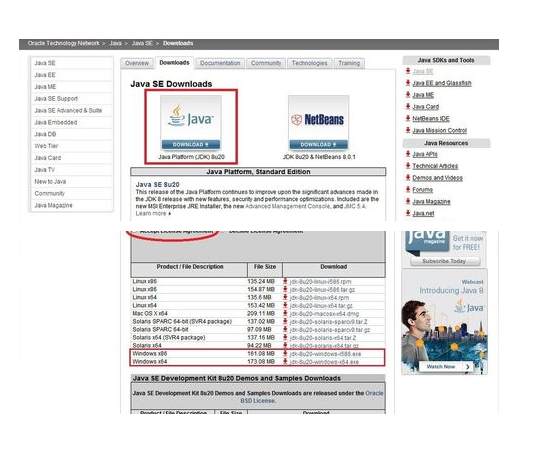 Oracle Technology Network > Java > Java SE > Downloads
Java SE
Java EE
Java ME
Java SE Support
Java SE Advanced & Suite
Java Embedded
Java DB
Web Tier
Java Card
Java TV
New to Java
Community
Java Magazine
Overview Downloads Documentation Community Technologies Training
Java SE Downloads
Java
DOWNLOAD
Java Platform (JDK) 8u20
NetBeans
DOWNLOAD
JDK 8u20 & NetBeans 8.0.1
Java Platform, Standard Edition
Java SE 8u20
This release of the Java Platform continues to improve upon the significant advances made in
the JDK 8 release with new features, security and performance optimizations. Included are the
new MSI Enterprise JRE Installer, the new Advanced Management Console, and JMC 5.4.
Learn more
Java SDKs and Tools
Java SE
Java EE and Glassfish
Java ME
Java Card
NetBeans IDE
Java Mission Control
Java Resources
Java APIs
Technical Articles
Demos and Videos
Forums
Java Magazine
Java.net
Accept License Agreement Decline License Agreement
Product / File Description File Size Download
Linux x86 135.24 MB jdk-8u20-linux-i586.rpm
Linux x86 154.87 MB jdk-8u20-linux-i586.tar.gz
Linux x64 135.6 MB jdk-8u20-linux-x64.rpm
Linux x64 153.42 MB jdk-8u20-linux-x64.tar.gz
Mac OS X x64 209.11 MB jdk-8u20-macosx-x64.dmg
Solaris SPARC 64-bit (SVR4 package) 137.02 MB jdk-8u20-solaris-sparcv9.tar.Z
Solaris SPARC 64-bit 97.09 MB jdk-8u20-solaris-sparcv9.tar.gz
Solaris x64 (SVR4 package) 137.16 MB jdk-8u20-solaris-x64.tar.Z
Solaris x64 94.22 MB jdk-8u20-solaris-x64.tar.gz
Windows x86 161.08 MB jdk-8u20-windows-i586.exe
Windows x64 173.08 MB jdk-8u20-windows-x64.exe
Java SE Development Kit 8u20 Demos and Samples Downloads
Java SE Development Kit 8u20 Demos and Samples Downloads are released under the Oracle
BSD License.
Product / File Description File Size Download
Java
magazine
Get it now
for FREE!
Subscribe Today
Webcast
Introducing Java 8
Java
Watch Now